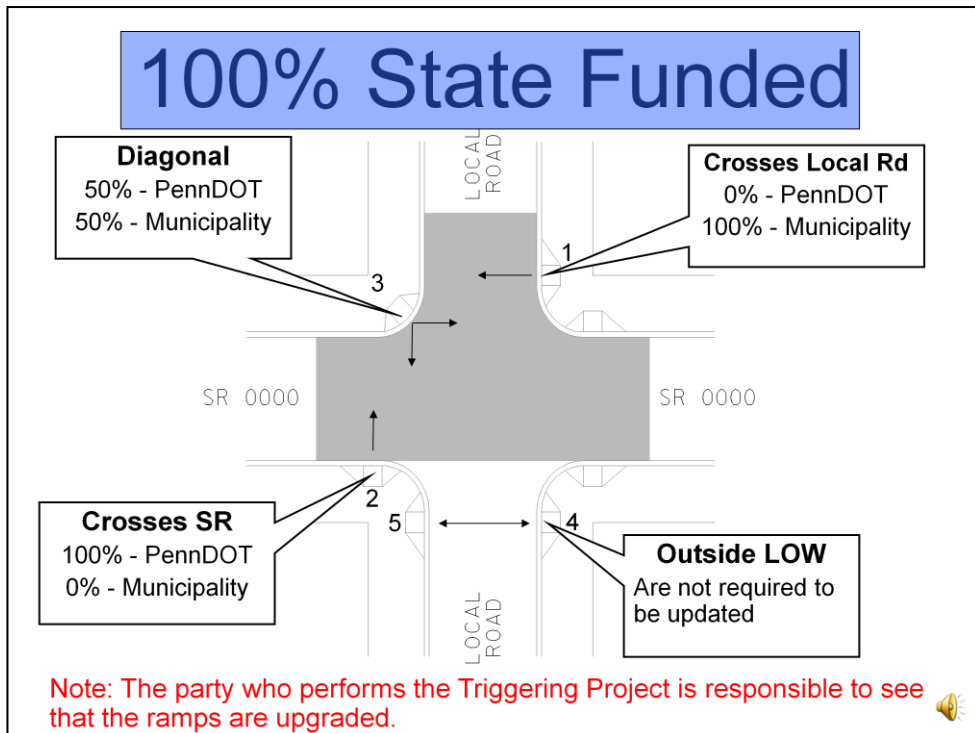 100% State Funded
Diagonal
50% - PennDOT
50% - Municipality
LOCAL
ROAD
Crosses Local Rd
0% - PennDOT
100% - Municipality
1
3
SR 0000
SR 0000
2
5
4
Crosses SR
100% - PennDOT
0% - Municipality
Outside LOW
Are not required to
be updated
LOCAL
ROAD
Note: The party who performs the Triggering Project is responsible to see
that the ramps are upgraded.